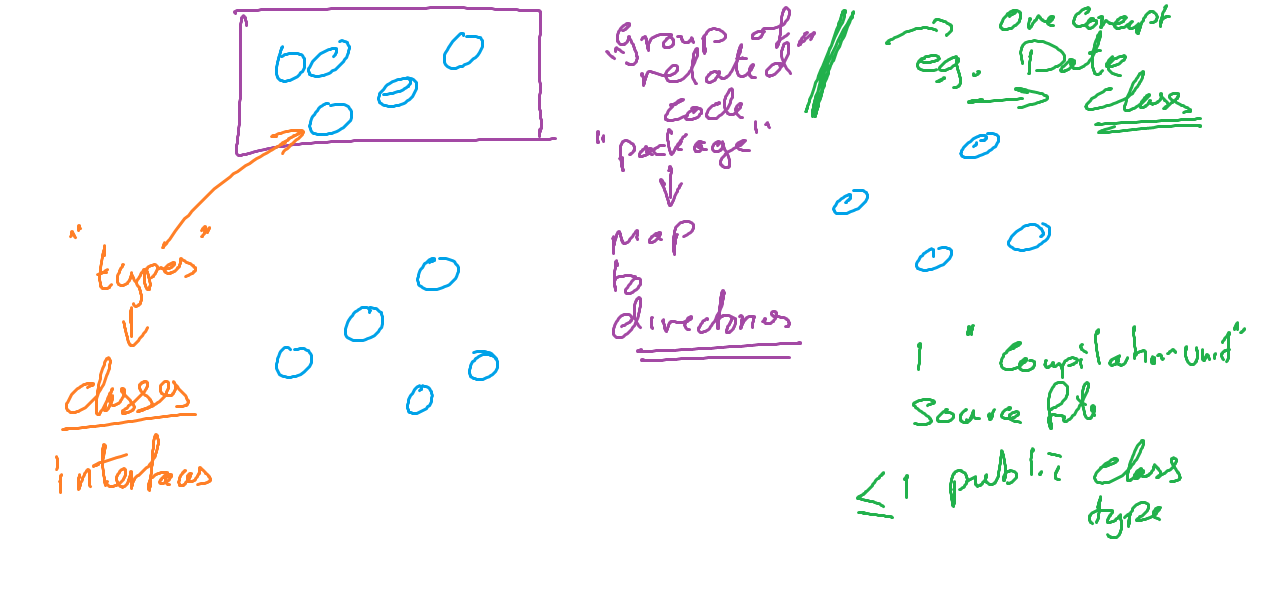 "group of"
related
code
"package"
map
to
directories
one concept
eg. Date
class
"types"
classes
interfaces
1 "Compilation-unit"
Source file
≤ 1 public class
type